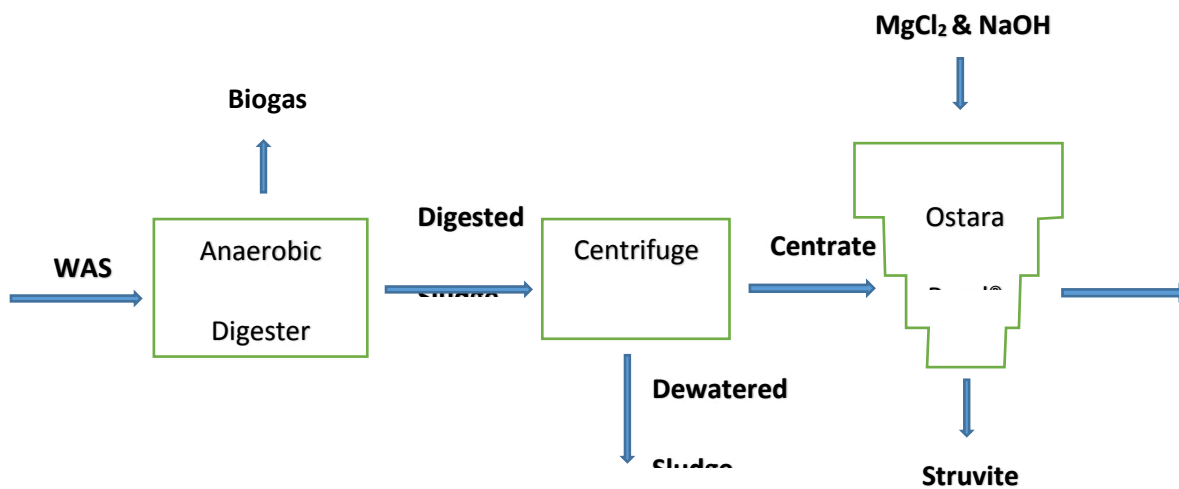 MgCl₂ & NaOH
Biogas
Digested
Anaerobic
Centrifuge
Ostara
Centrate
WAS
Digester
Dewatered
Struvite